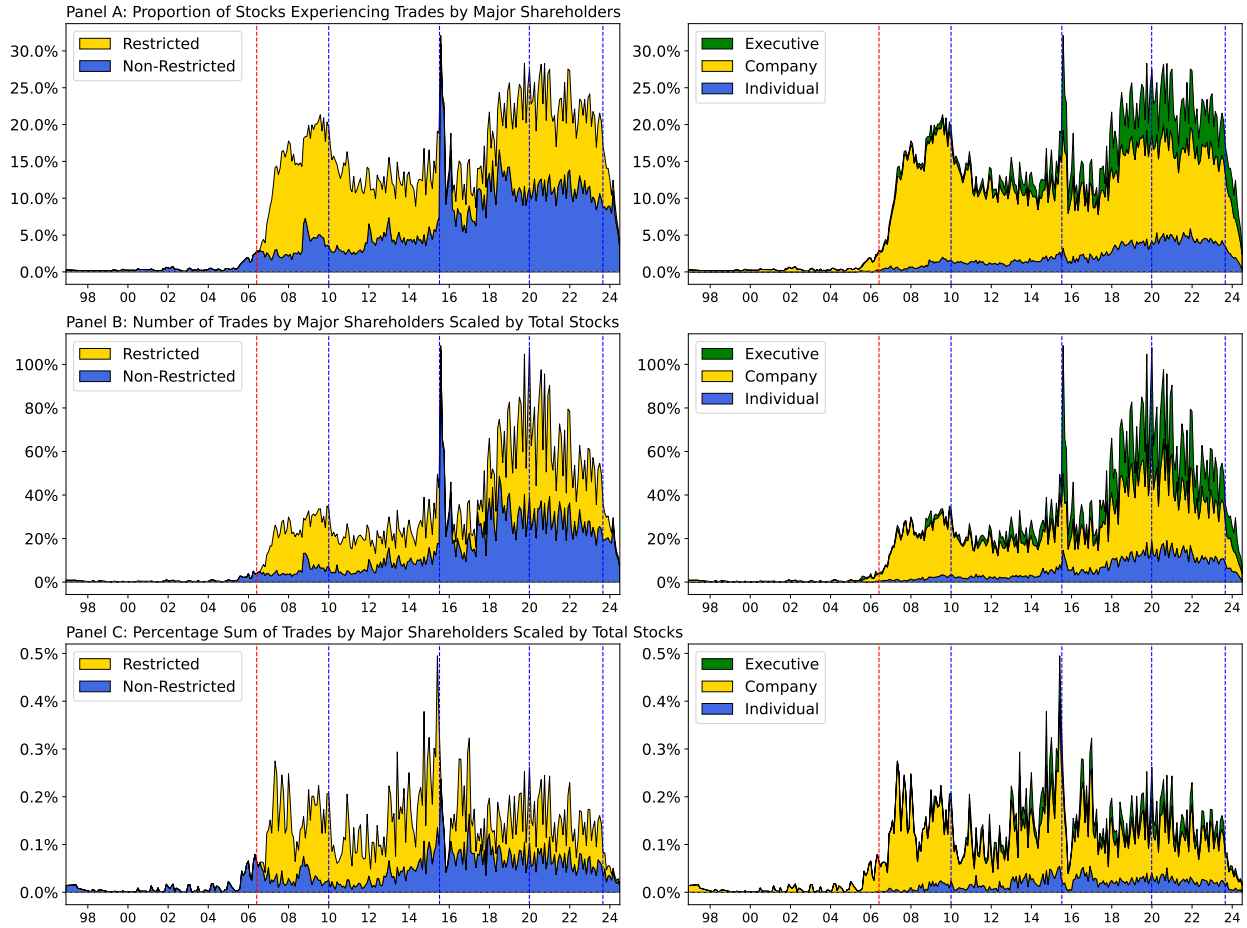 Panel A: Proportion of Stocks Experiencing Trades by Major Shareholders
30.0%
25.0%
20.0%
15.0%
10.0%
5.0%
0.0%
Restricted
Non-Restricted
98 00 02 04 06 08 10 12 14 16 18 20 22 24
30.0%
25.0%
20.0%
15.0%
10.0%
5.0%
0.0%
Executive
Company
Individual
98 00 02 04 06 08 10 12 14 16 18 20 22 24
Panel B: Number of Trades by Major Shareholders Scaled by Total Stocks
100%
80%
60%
40%
20%
0%
Restricted
Non-Restricted
98 00 02 04 06 08 10 12 14 16 18 20 22 24
100%
80%
60%
40%
20%
0%
Executive
Company
Individual
98 00 02 04 06 08 10 12 14 16 18 20 22 24
Panel C: Percentage Sum of Trades by Major Shareholders Scaled by Total Stocks
0.5%
0.4%
0.3%
0.2%
0.1%
0.0%
Restricted
Non-Restricted
98 00 02 04 06 08 10 12 14 16 18 20 22 24
0.5%
0.4%
0.3%
0.2%
0.1%
0.0%
Executive
Company
Individual
98 00 02 04 06 08 10 12 14 16 18 20 22 24